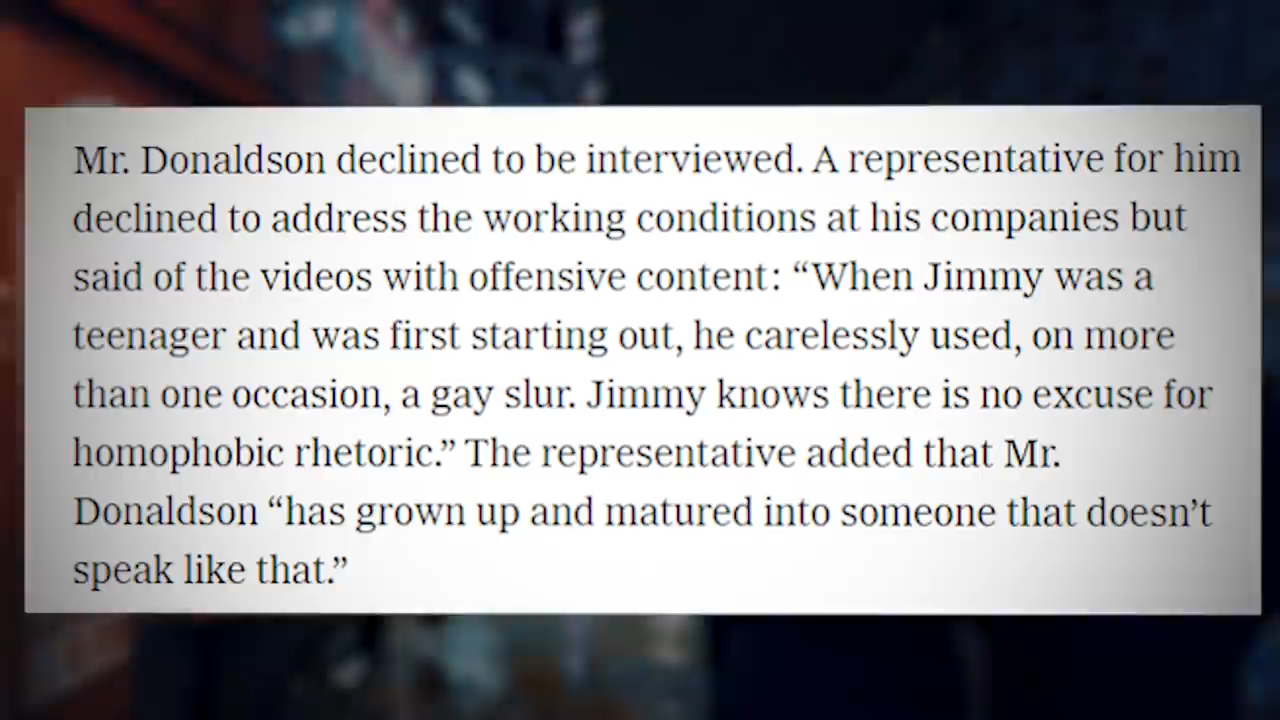 Mr. Donaldson declined to be interviewed. A representative for him
declined to address the working conditions at his companies but
said of the videos with offensive content: “When Jimmy was a
teenager and was first starting out, he carelessly used, on more
than one occasion, a gay slur. Jimmy knows there is no excuse for
homophobic rhetoric.” The representative added that Mr.
Donaldson “has grown up and matured into someone that doesn’t
speak like that.”